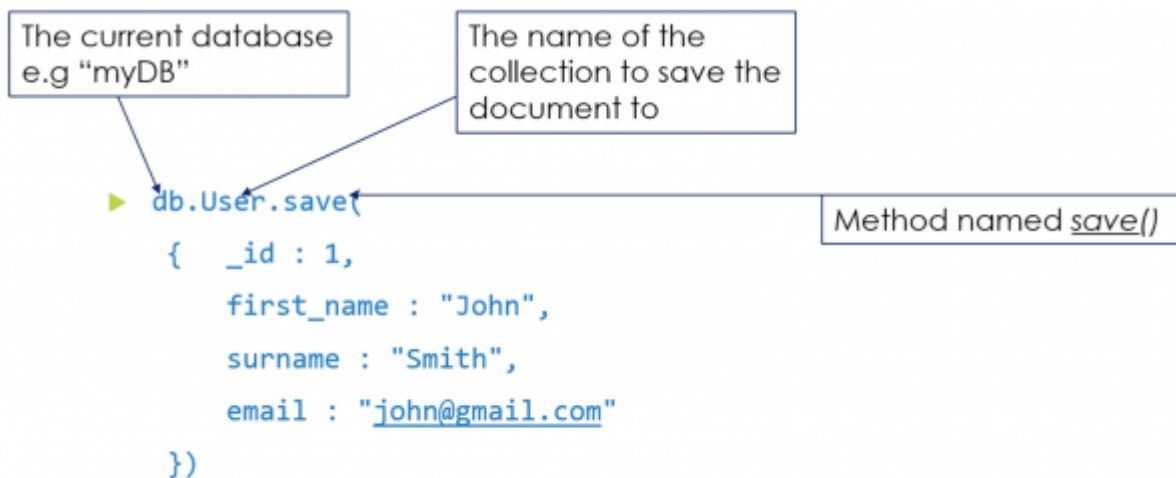 The current database
e.g “myDB”
The name of the
collection to save the
document to
db.User.save(
Method named save()
{ _id : 1,
first_name : "John",
surname : "Smith",
email : "john@gmail.com"
})